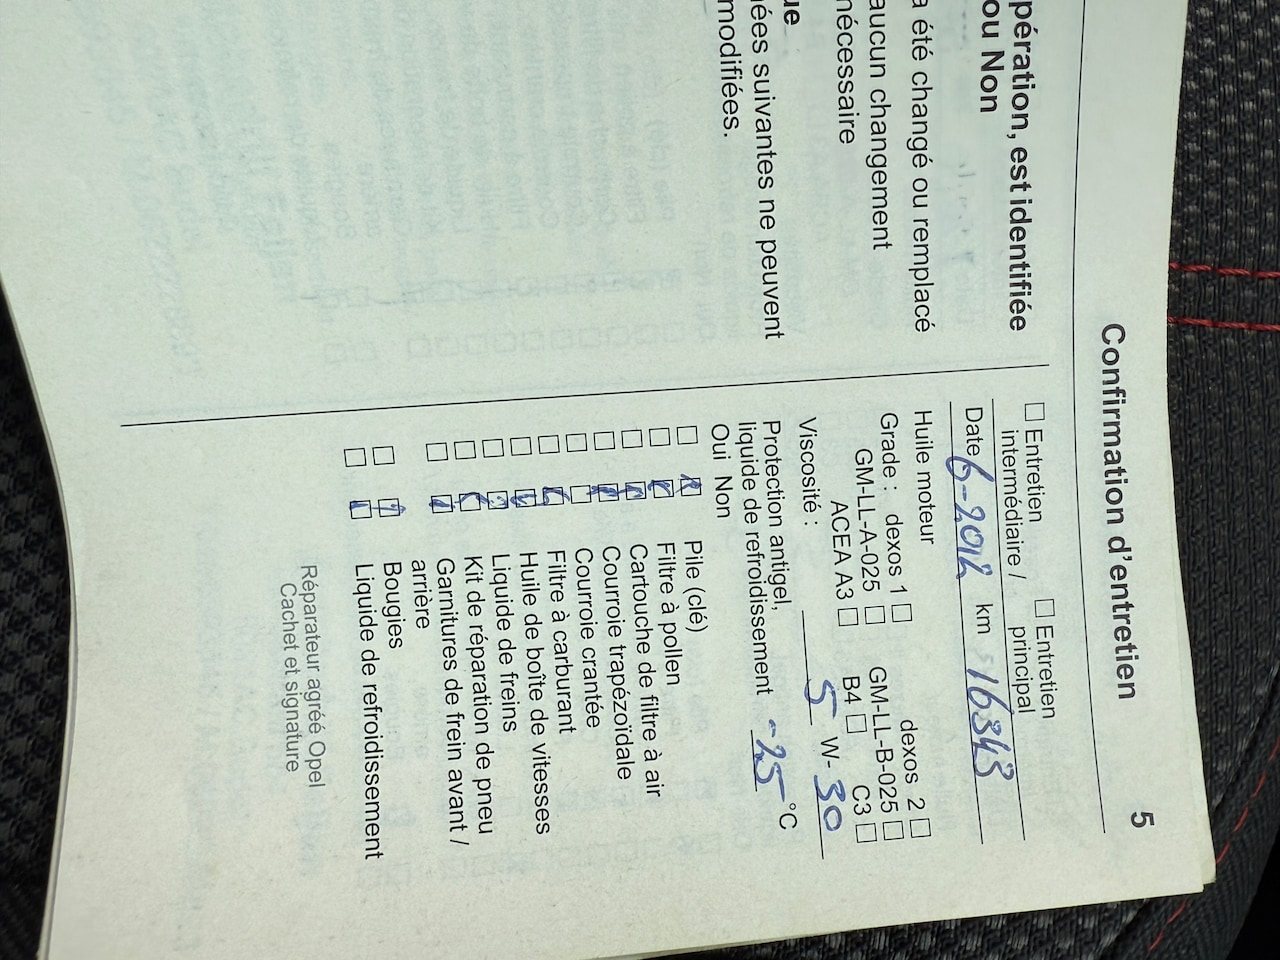 Confirmation d'entretien 5
pération, est identifiée
ou Non
a été changé ou remplacé
aucun changement
nécessaire
ue
ées suivantes ne peuvent
modifiées.
☐ Entretien intermédiaire / ☐ Entretien principal
Date 6-2012 km 16343
Huile moteur
Grade : dexos 1 ☐ dexos 2 ☐
GM-LL-A-025 ☐ GM-LL-B-025 ☐
ACEA A3 ☐ B4 ☐ C3 ☐
Viscosité : 5 W-30
Protection antigel,
liquide de refroidissement -25 °C
Oui Non
Pile (clé)
Filtre à pollen
Cartouche de filtre à air
Courroie trapézoïdale
Courroie crantée
Filtre à carburant
Huile de boîte de vitesses
Liquide de freins
Kit de réparation de pneu
Garnitures de frein avant /
arrière
Bougies
Liquide de refroidissement
Réparateur agréé Opel
Cachet et signature